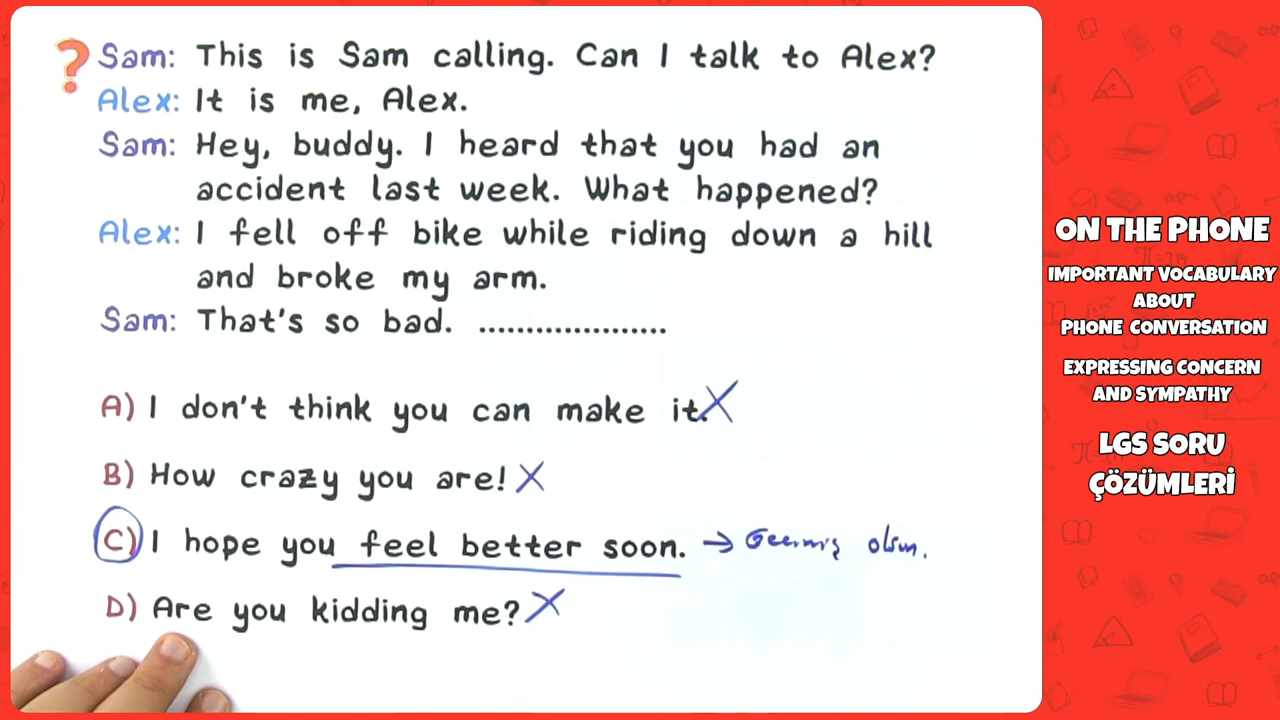 ? Sam: This is Sam calling. Can I talk to Alex?
Alex: It is me, Alex.
Sam: Hey, buddy. I heard that you had an
accident last week. What happened?
Alex: I fell off bike while riding down a hill
and broke my arm.
Sam: That's so bad. ....................
A) I don't think you can make it. X
B) How crazy you are! X
C) I hope you feel better soon. → Geçmiş olsun.
D) Are you kidding me? X
ON THE PHONE
IMPORTANT VOCABULARY
ABOUT
PHONE CONVERSATION
EXPRESSING CONCERN
AND SYMPATHY
LGS SORU
ÇÖZÜMLERİ